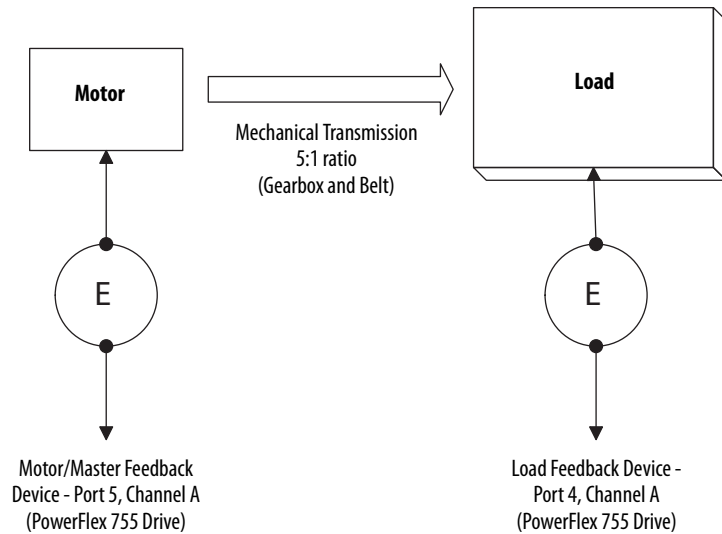 Motor
Load
Mechanical Transmission
5:1 ratio
(Gearbox and Belt)
E
E
Motor/Master Feedback
Device - Port 5, Channel A
(PowerFlex 755 Drive)
Load Feedback Device -
Port 4, Channel A
(PowerFlex 755 Drive)